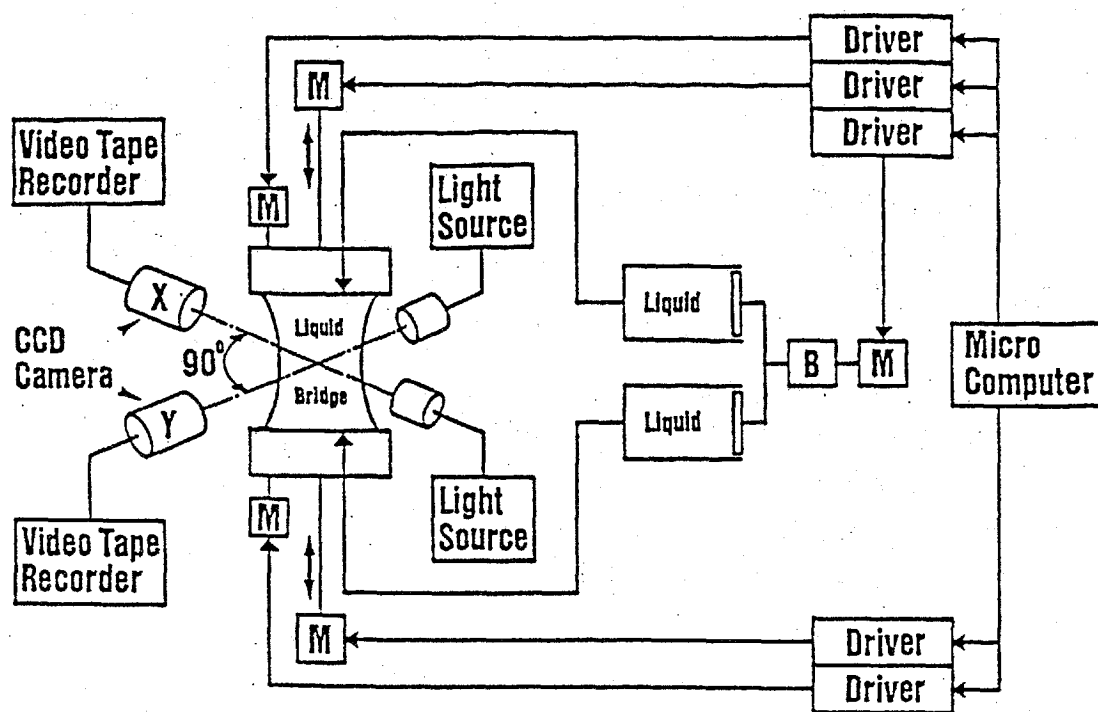 Driver
Driver
Driver
M
Video Tape
Recorder
M
Light
Source
X
Liquid
CCD
Camera
90°
Bridge
Y
Liquid
Liquid
B
M
Micro
Computer
Light
Source
M
Video Tape
Recorder
M
Driver
Driver